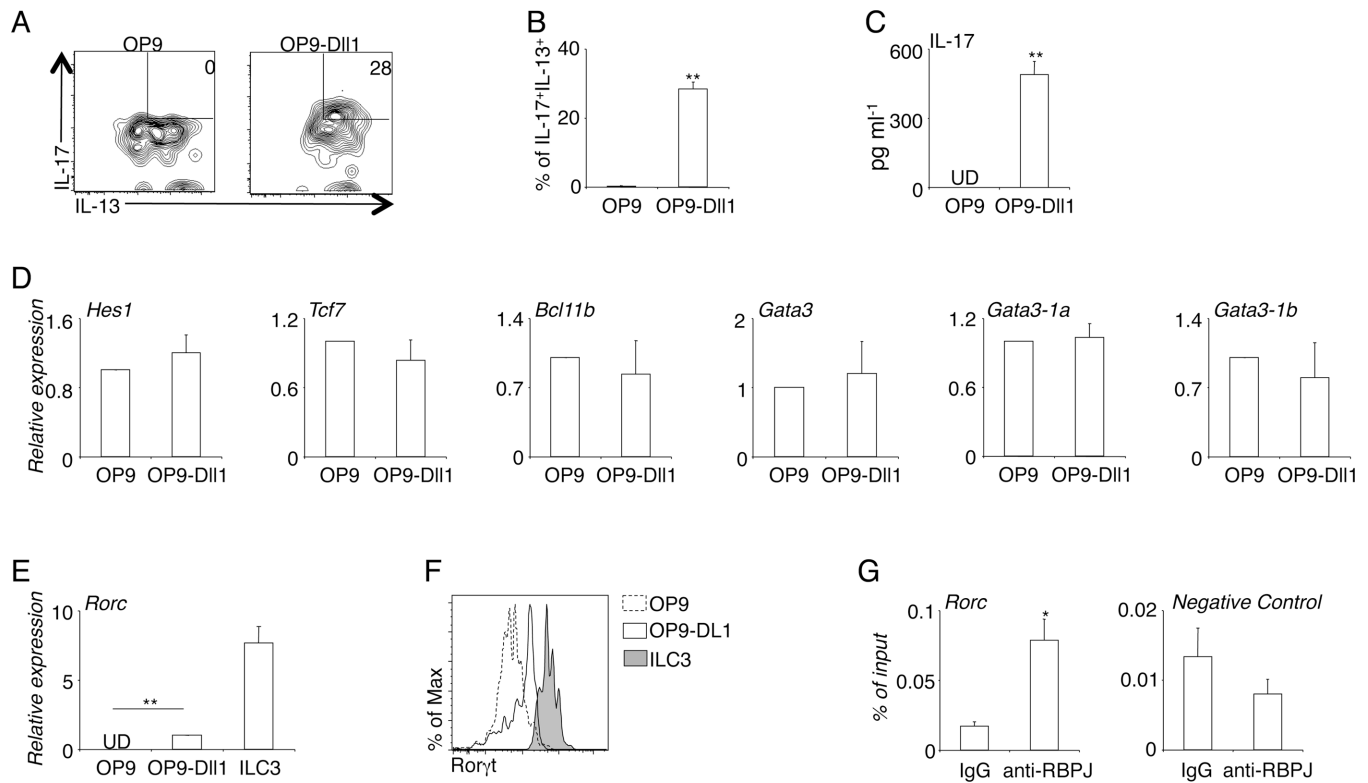 A
OP9
OP9-Dll1
0
28
IL-17
IL-13
B
% of IL-17⁺IL-13⁺
40
20
0
**
OP9 OP9-Dll1
C
IL-17
pg ml⁻¹
600
300
0
**
UD
OP9 OP9-Dll1
D
Relative expression
Hes1
1.6
0.8
0
OP9 OP9-Dll1
Tcf7
1.2
0.6
0
OP9 OP9-Dll1
Bcl11b
1.4
0.7
0
OP9 OP9-Dll1
Gata3
2
1
0
OP9 OP9-Dll1
Gata3-1a
1.2
0.6
0
OP9 OP9-Dll1
Gata3-1b
1.4
0.7
0
OP9 OP9-Dll1
E
Relative expression
Rorc
10
5
0
**
UD
OP9 OP9-Dll1 ILC3
F
% of Max
Rorγt
OP9
OP9-DL1
ILC3
G
% of input
Rorc
0.1
0.05
0
*
IgG anti-RBPJ
Negative Control
0.02
0.01
0
IgG anti-RBPJ